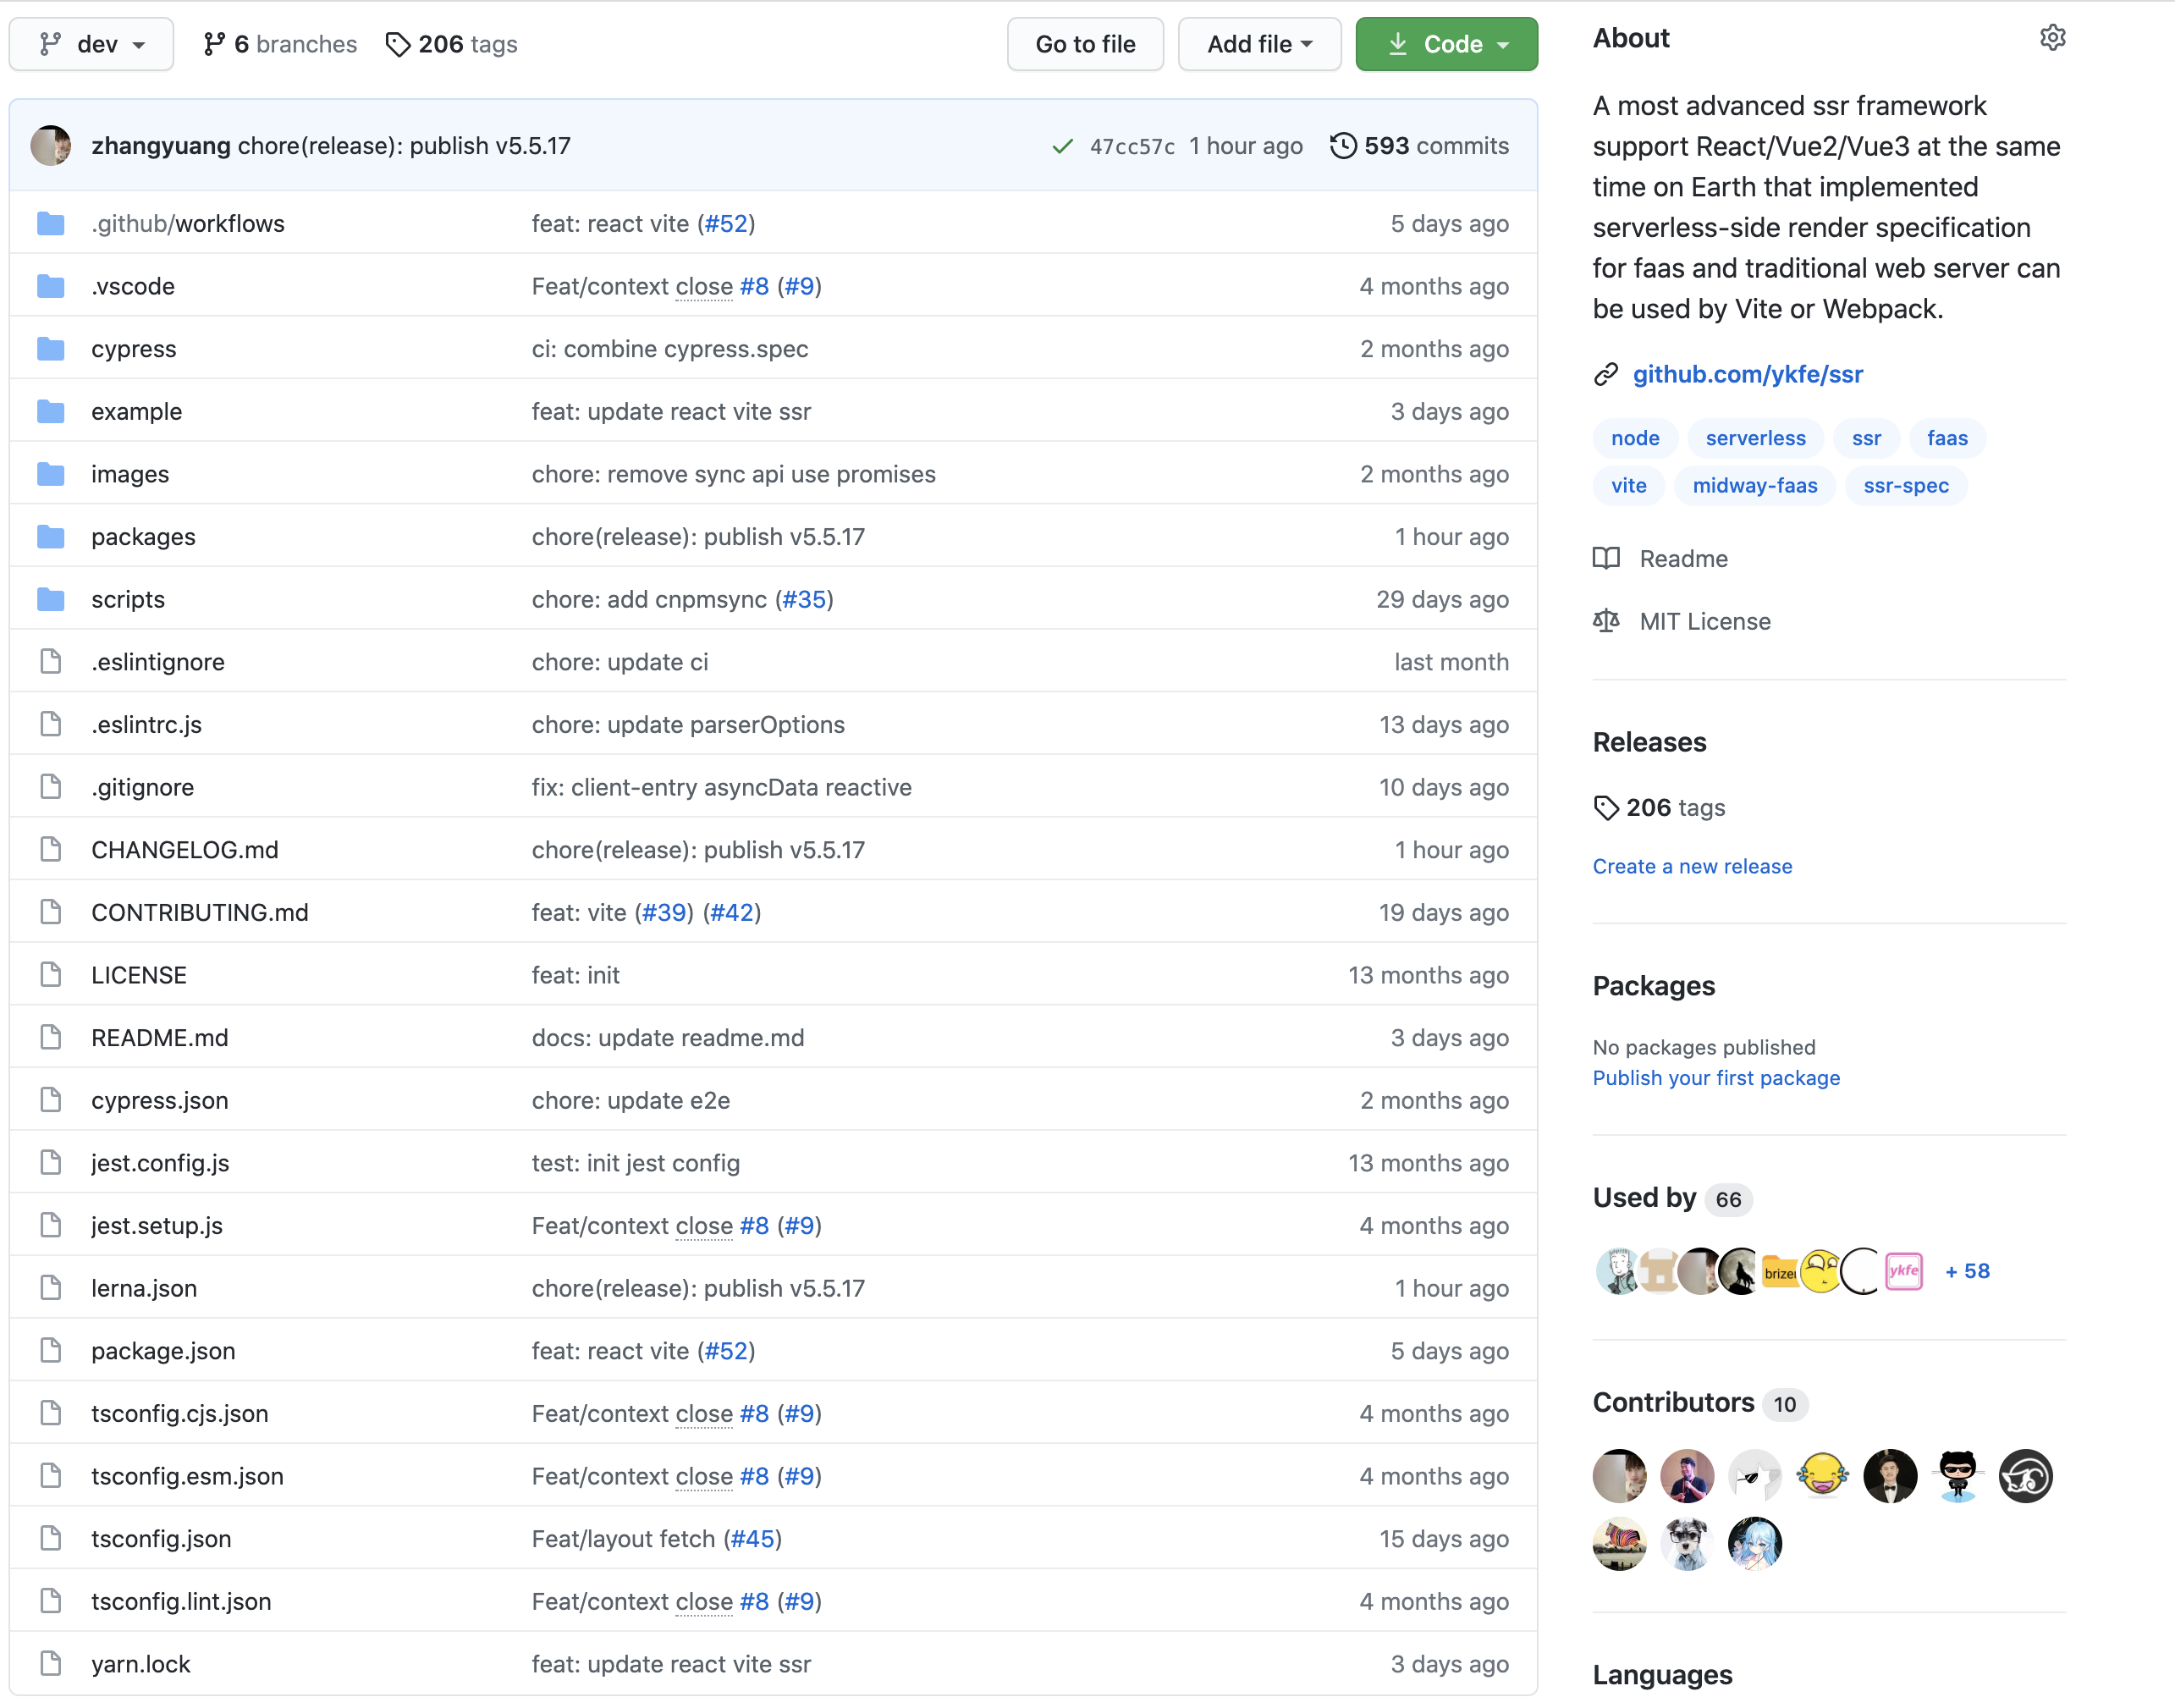 dev 6 branches 206 tags Go to file Add file Code
zhangyuang chore(release): publish v5.5.17 47cc57c 1 hour ago 593 commits
.github/workflows feat: react vite (#52) 5 days ago
.vscode Feat/context close #8 (#9) 4 months ago
cypress ci: combine cypress.spec 2 months ago
example feat: update react vite ssr 3 days ago
images chore: remove sync api use promises 2 months ago
packages chore(release): publish v5.5.17 1 hour ago
scripts chore: add cnpmsync (#35) 29 days ago
.eslintignore chore: update ci last month
.eslintrc.js chore: update parserOptions 13 days ago
.gitignore fix: client-entry asyncData reactive 10 days ago
CHANGELOG.md chore(release): publish v5.5.17 1 hour ago
CONTRIBUTING.md feat: vite (#39) (#42) 19 days ago
LICENSE feat: init 13 months ago
README.md docs: update readme.md 3 days ago
cypress.json chore: update e2e 2 months ago
jest.config.js test: init jest config 13 months ago
jest.setup.js Feat/context close #8 (#9) 4 months ago
lerna.json chore(release): publish v5.5.17 1 hour ago
package.json feat: react vite (#52) 5 days ago
tsconfig.cjs.json Feat/context close #8 (#9) 4 months ago
tsconfig.esm.json Feat/context close #8 (#9) 4 months ago
tsconfig.json Feat/layout fetch (#45) 15 days ago
tsconfig.lint.json Feat/context close #8 (#9) 4 months ago
yarn.lock feat: update react vite ssr 3 days ago
About
A most advanced ssr framework
support React/Vue2/Vue3 at the same
time on Earth that implemented
serverless-side render specification
for faas and traditional web server can
be used by Vite or Webpack.
github.com/ykfe/ssr
node serverless ssr faas
vite midway-faas ssr-spec
Readme
MIT License
Releases
206 tags
Create a new release
Packages
No packages published
Publish your first package
Used by 66
brize ykfe + 58
Contributors 10
Languages